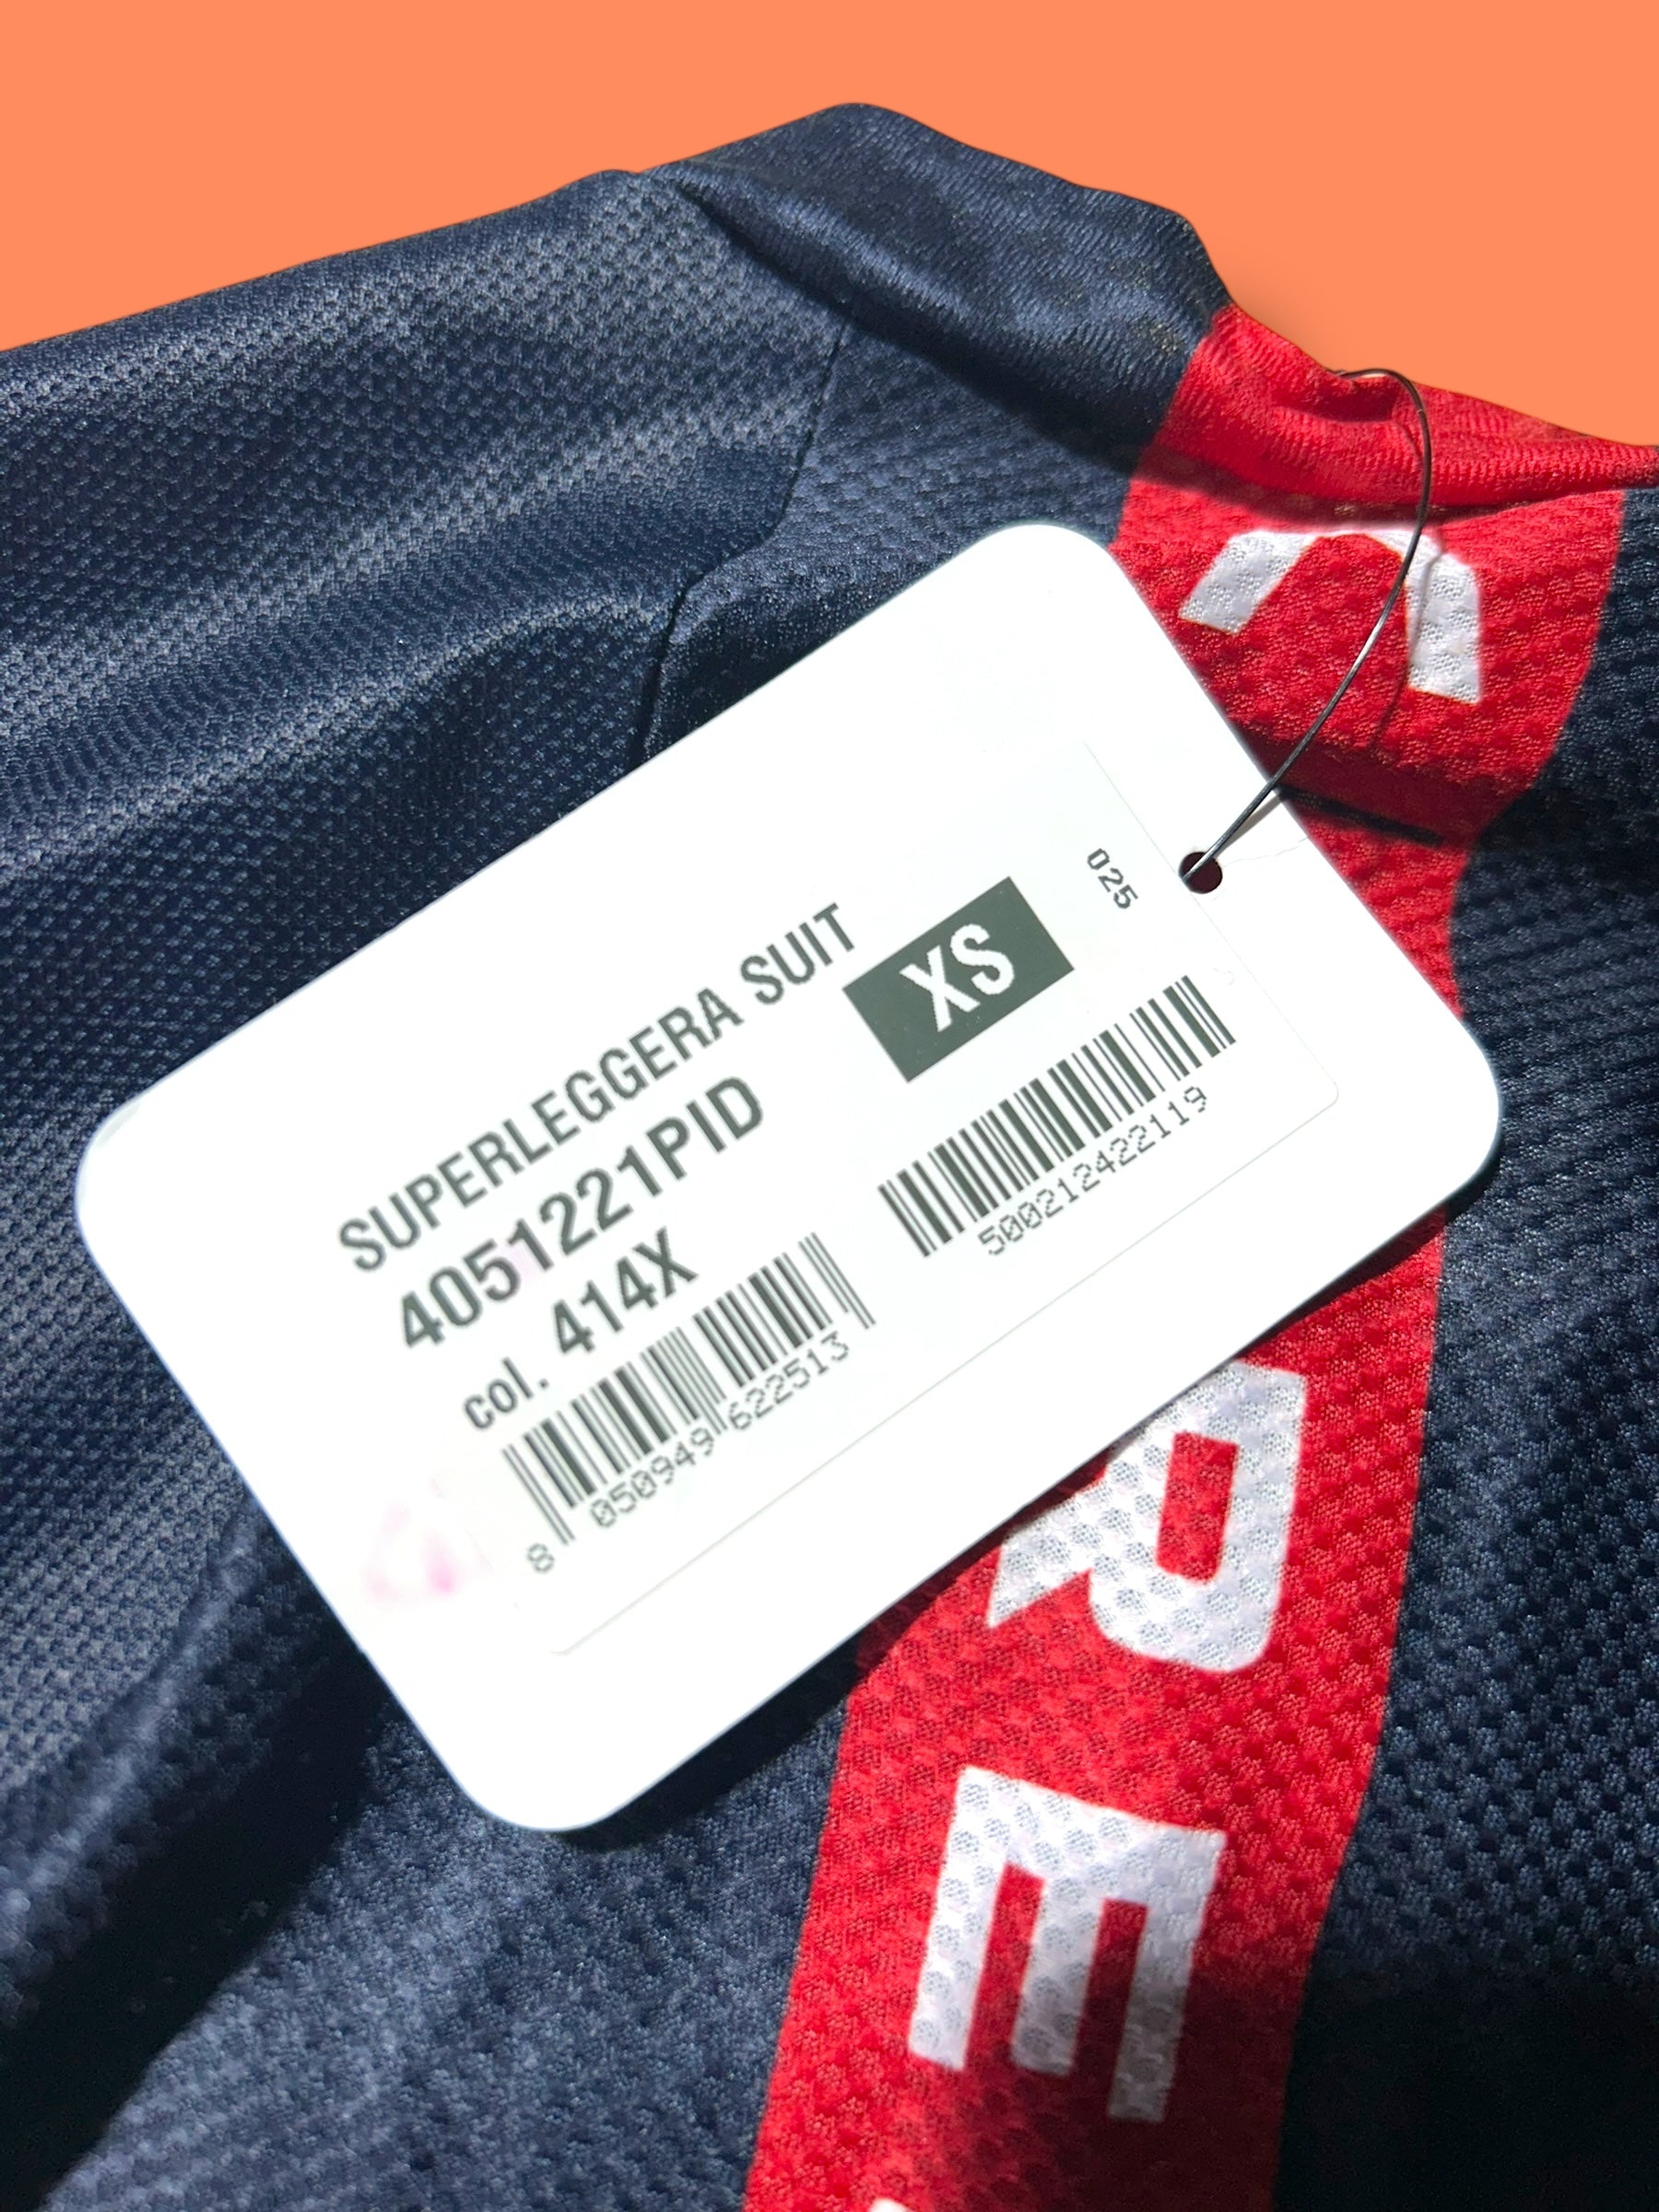 SUPERLEGGERA SUIT
4051221PID
col. 414X
8 050949 622513
XS
025
500212422119
R
E